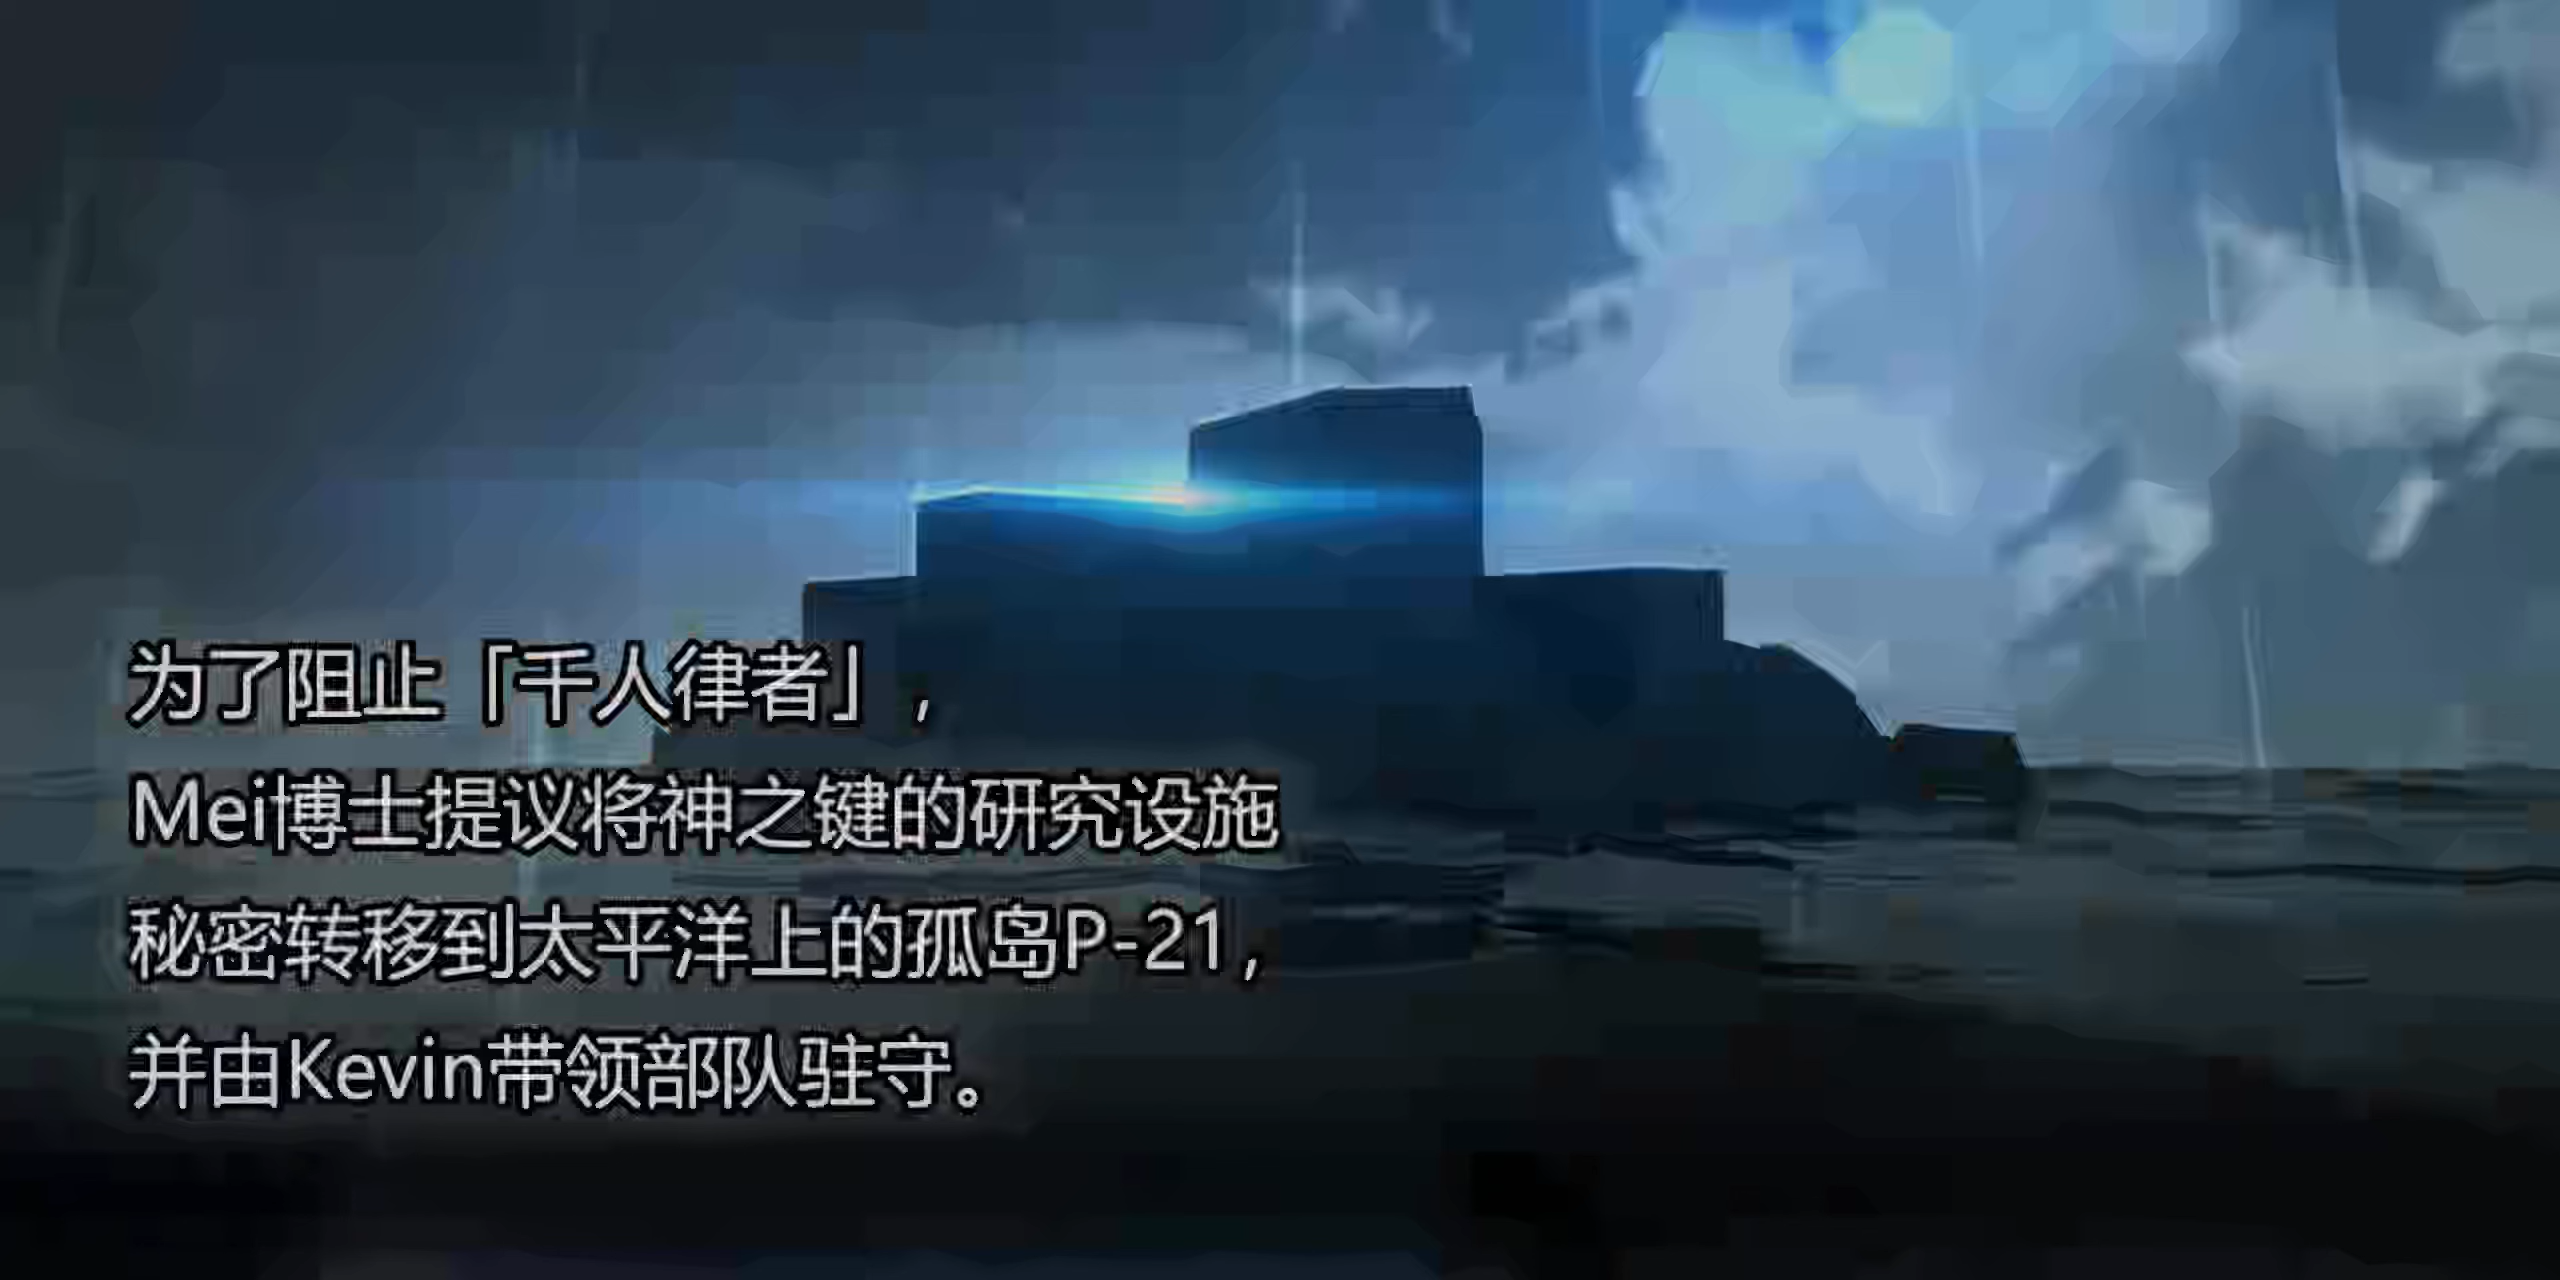 为了阻止「千人律者」，
Mei博士提议将神之键的研究设施
秘密转移到太平洋上的孤岛P-21，
并由Kevin带领部队驻守。